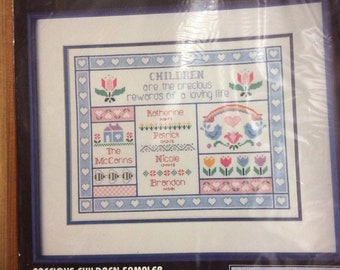 CHILDREN
are the precious
rewards of a loving life
Katherine
Patrick
The
McCanns
Nicole
Brandon
PRECIOUS CHILDREN SAMPLER